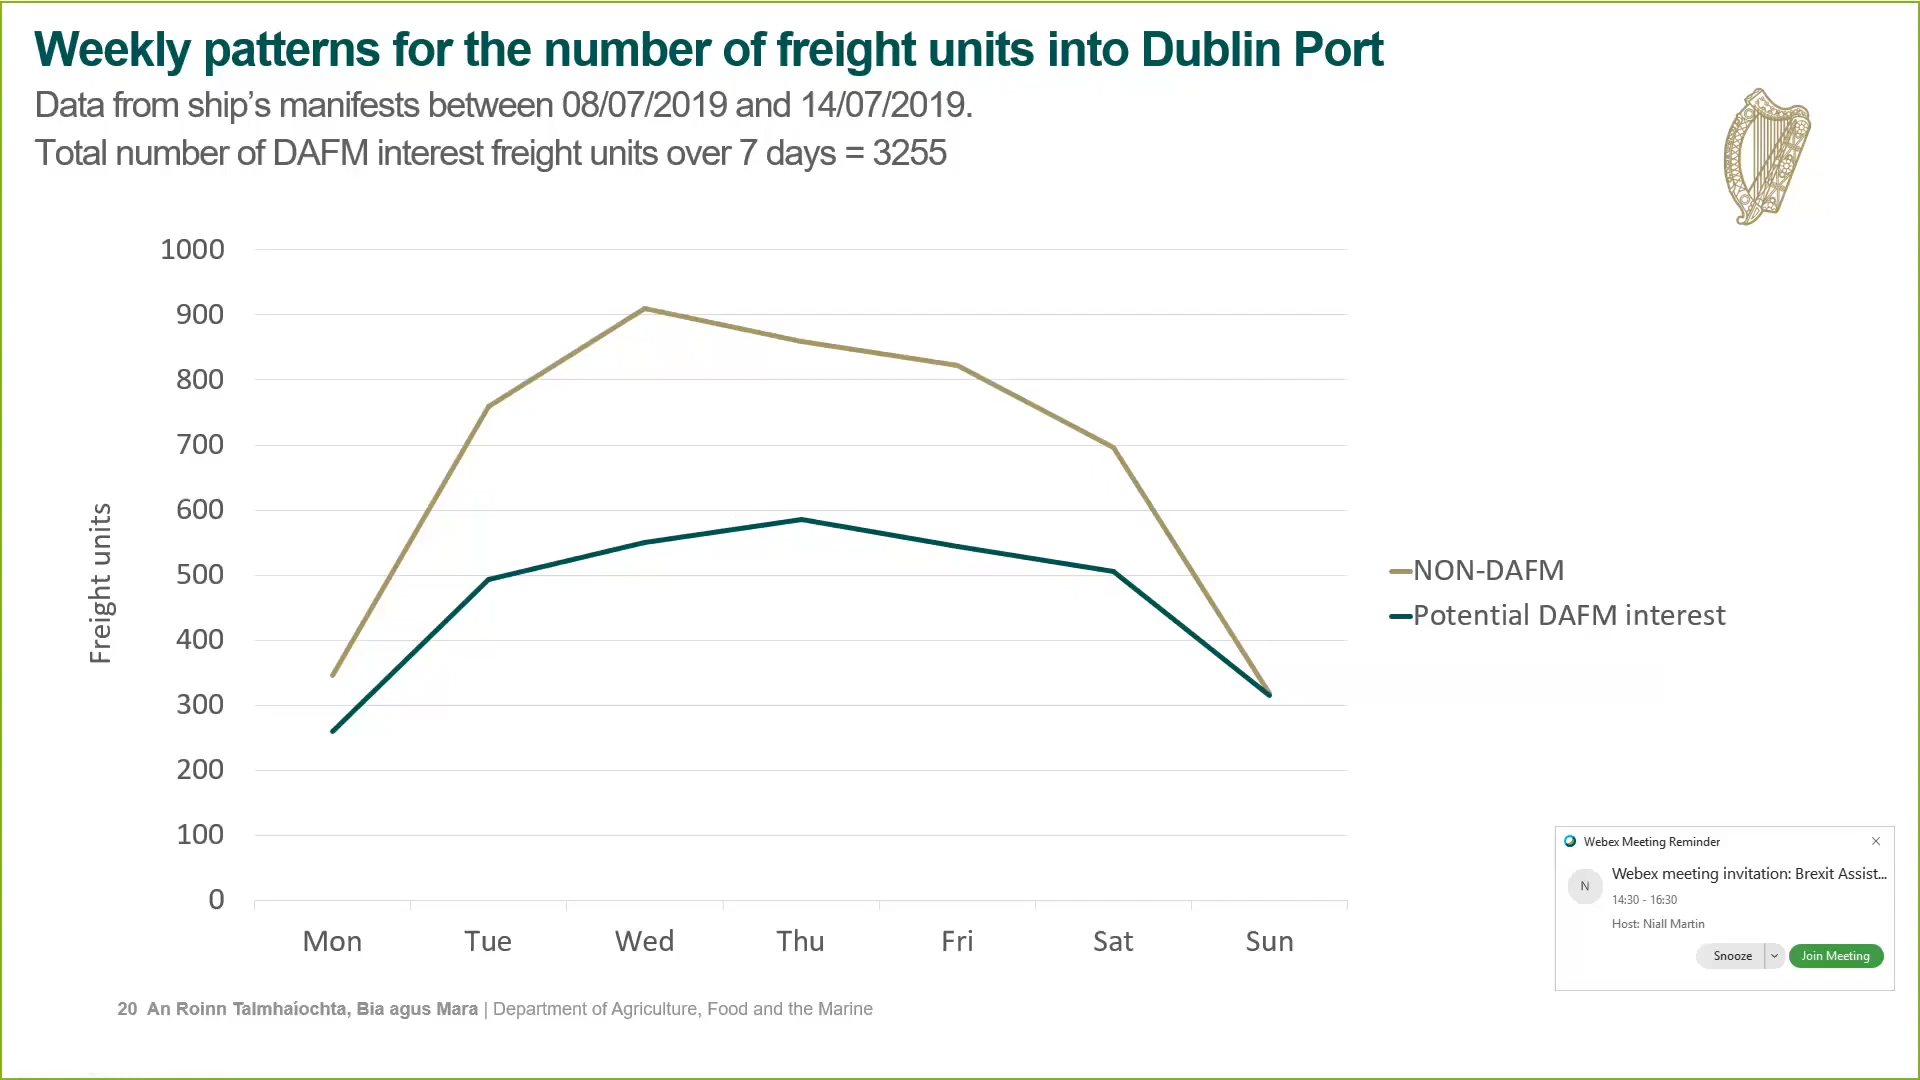 Weekly patterns for the number of freight units into Dublin Port
Data from ship's manifests between 08/07/2019 and 14/07/2019.
Total number of DAFM interest freight units over 7 days = 3255
1000
900
800
700
600
500
400
300
200
100
0
Freight units
Mon Tue Wed Thu Fri Sat Sun
NON-DAFM
Potential DAFM interest
Webex Meeting Reminder
Webex meeting invitation: Brexit Assist...
N
14:30 - 16:30
Host: Niall Martin
Snooze Join Meeting
20 An Roinn Talmhaíochta, Bia agus Mara | Department of Agriculture, Food and the Marine